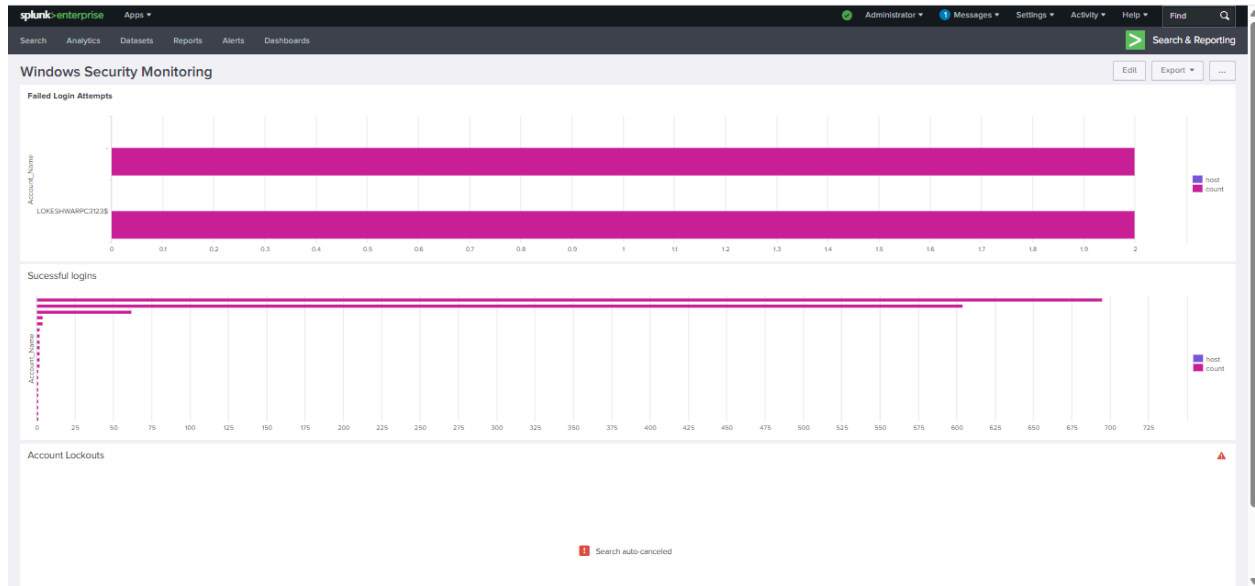 splunk>enterprise Apps ▾ Administrator ▾ 1 Messages ▾ Settings ▾ Activity ▾ Help ▾ Find
Search Analytics Datasets Reports Alerts Dashboards Search & Reporting
Windows Security Monitoring Edit Export ▾ ...
Failed Login Attempts
Account_Name
-
LOKESHWARPC3123$
host
count
0 0.1 0.2 0.3 0.4 0.5 0.6 0.7 0.8 0.9 1 1.1 1.2 1.3 1.4 1.5 1.6 1.7 1.8 1.9 2
Sucessful logins
Account_Name
host
count
0 25 50 75 100 125 150 175 200 225 250 275 300 325 350 375 400 425 450 475 500 525 550 575 600 625 650 675 700 725
Account Lockouts
Search auto-canceled